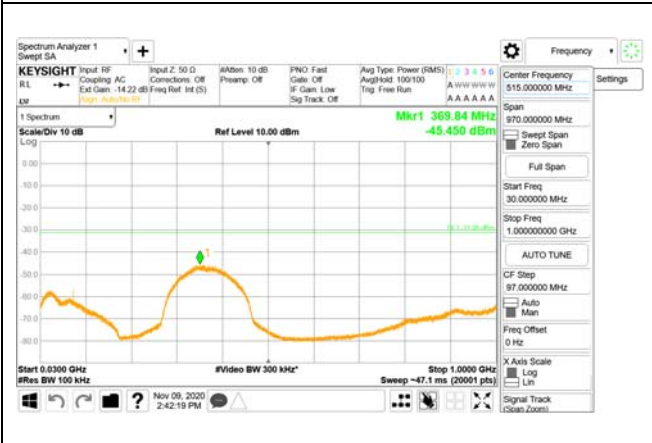 Spectrum Analyzer 1
Swept SA
Frequency
KEYSIGHT
Input: RF
Coupling: AC
Ext Gain: -14.22 dB
Align: Auto/No RF
Input Z: 50 Ω
Corrections: Off
Freq Ref: Int (S)
#Atten: 10 dB
Preamp: Off
PNO: Fast
Gate: Off
IF Gain: Low
Sig Track: Off
Avg Type: Power (RMS)
Avg|Hold: 100/100
Trig: Free Run
1 2 3 4 5 6
A W W W W W
A A A A A A
RL
1 Spectrum
Scale/Div 10 dB
Ref Level 10.00 dBm
Mkr1 369.84 MHz
-45.450 dBm
Log
0.00
-10.0
-20.0
-30.0
-40.0
-50.0
-60.0
-70.0
-80.0
1
Start 0.0300 GHz
#Res BW 100 kHz
#Video BW 300 kHz*
Stop 1.0000 GHz
Sweep ~47.1 ms (20001 pts)
Nov 09, 2020
2:42:19 PM
Center Frequency
515.000000 MHz
Settings
Span
970.000000 MHz
Swept Span
Zero Span
Full Span
Start Freq
30.000000 MHz
Stop Freq
1.000000000 GHz
AUTO TUNE
CF Step
97.000000 MHz
Auto
Man
Freq Offset
0 Hz
X Axis Scale
Log
Lin
Signal Track
(Span Zoom)